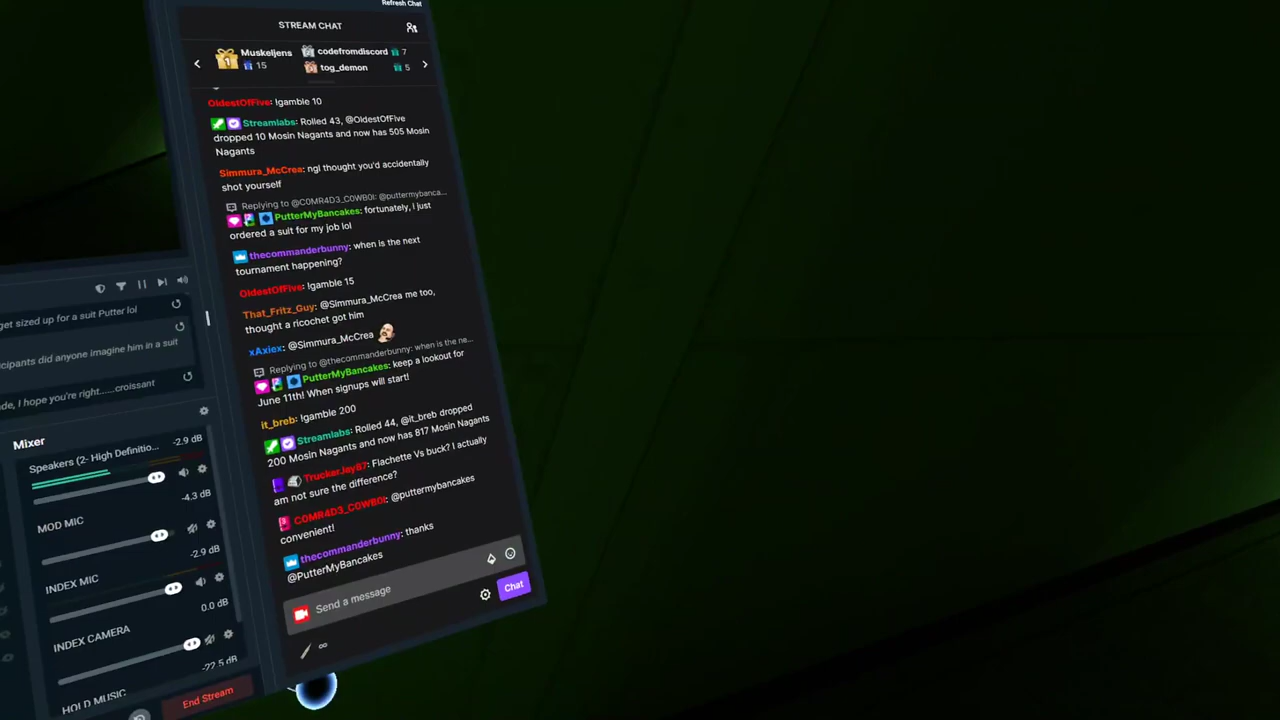 Refresh Chat
STREAM CHAT
Muskeljens
15
codefromdiscord 7
tog_demon 5
OldestOfFive: !gamble 10
Streamlabs: Rolled 43, @OldestOfFive
dropped 10 Mosin Nagants and now has 505 Mosin
Nagants
Simmura_McCrea: ngl thought you'd accidentally
shot yourself
Replying to @C0MR4D3_C0WB0I: @puttermybanca...
PutterMyBancakes: fortunately, I just
ordered a suit for my job lol
thecommanderbunny: when is the next
tournament happening?
OldestOfFive: !gamble 15
That_Fritz_Guy: @Simmura_McCrea me too,
thought a ricochet got him
xAxiex: @Simmura_McCrea
Replying to @thecommanderbunny: when is the ne...
PutterMyBancakes: keep a lookout for
June 11th! When signups will start!
it_breb: !gamble 200
Streamlabs: Rolled 44, @it_breb dropped
200 Mosin Nagants and now has 817 Mosin Nagants
TruckerJay87: Flachette Vs buck? I actually
am not sure the difference?
C0MR4D3_C0WB0I: @puttermybancakes
convenient!
thecommanderbunny: thanks
@PutterMyBancakes
Send a message
Chat
get sized up for a suit Putter lol
cipants did anyone imagine him in a suit
de, I hope you're right......croissant
Mixer
Speakers (2- High Definitio... -2.9 dB
MOD MIC -4.3 dB
INDEX MIC -2.9 dB
INDEX CAMERA 0.0 dB
HOLD MUSIC -22.5 dB
End Stream